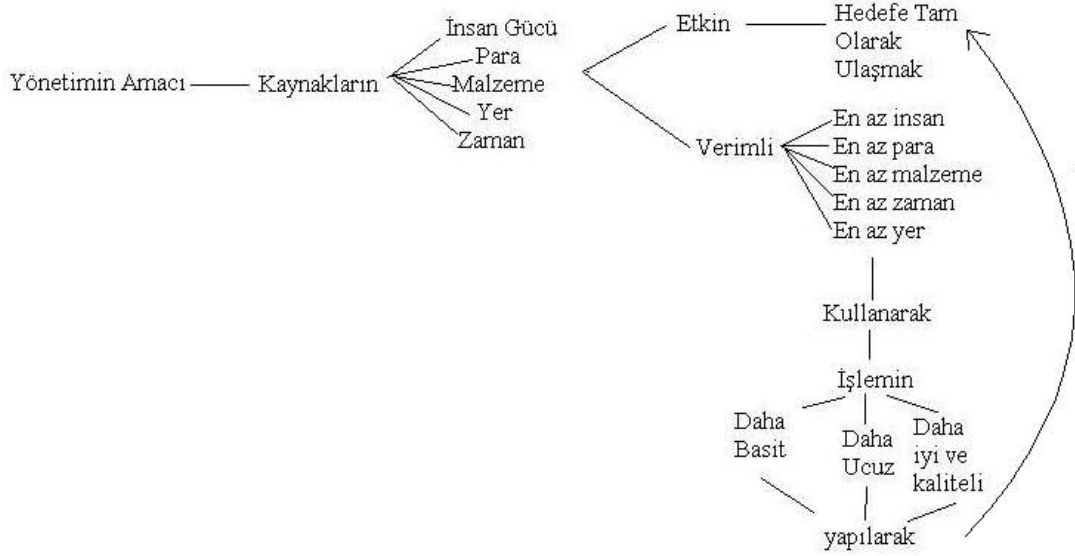 Yönetimin Amacı
Kaynakların
İnsan Gücü
Para
Malzeme
Yer
Zaman
Etkin
Hedefe Tam
Olarak
Ulaşmak
Verimli
En az insan
En az para
En az malzeme
En az zaman
En az yer
Kullanarak
İşlemin
Daha
Basit
Daha
Ucuz
Daha
iyi ve
kaliteli
yapılarak